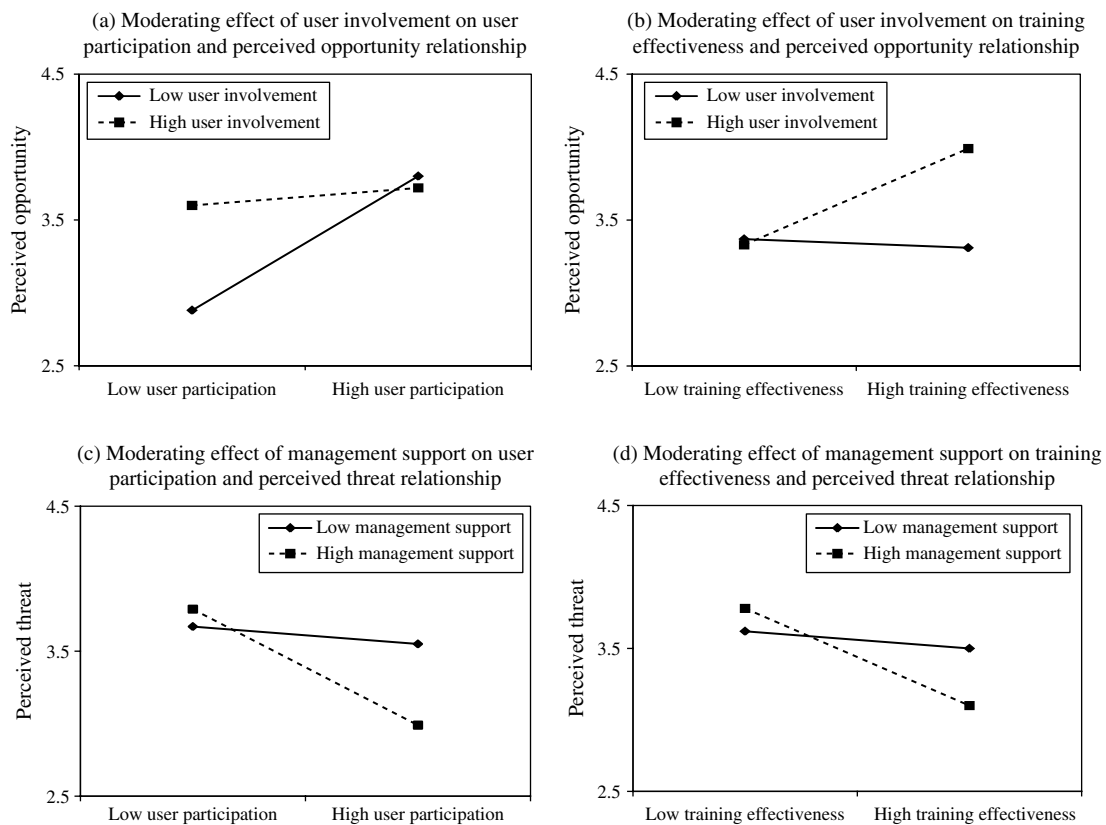 (a) Moderating effect of user involvement on user
participation and perceived opportunity relationship
4.5
Low user involvement
High user involvement
Perceived opportunity
3.5
2.5
Low user participation
High user participation
(b) Moderating effect of user involvement on training
effectiveness and perceived opportunity relationship
4.5
Low user involvement
High user involvement
Perceived opportunity
3.5
2.5
Low training effectiveness
High training effectiveness
(c) Moderating effect of management support on user
participation and perceived threat relationship
4.5
Low management support
High management support
Perceived threat
3.5
2.5
Low user participation
High user participation
(d) Moderating effect of management support on training
effectiveness and perceived threat relationship
4.5
Low management support
High management support
Perceived threat
3.5
2.5
Low training effectiveness
High training effectiveness